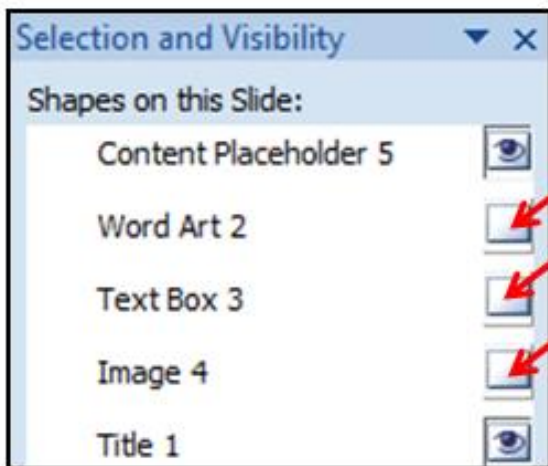 Selection and Visibility
Shapes on this Slide:
Content Placeholder 5
Word Art 2
Text Box 3
Image 4
Title 1